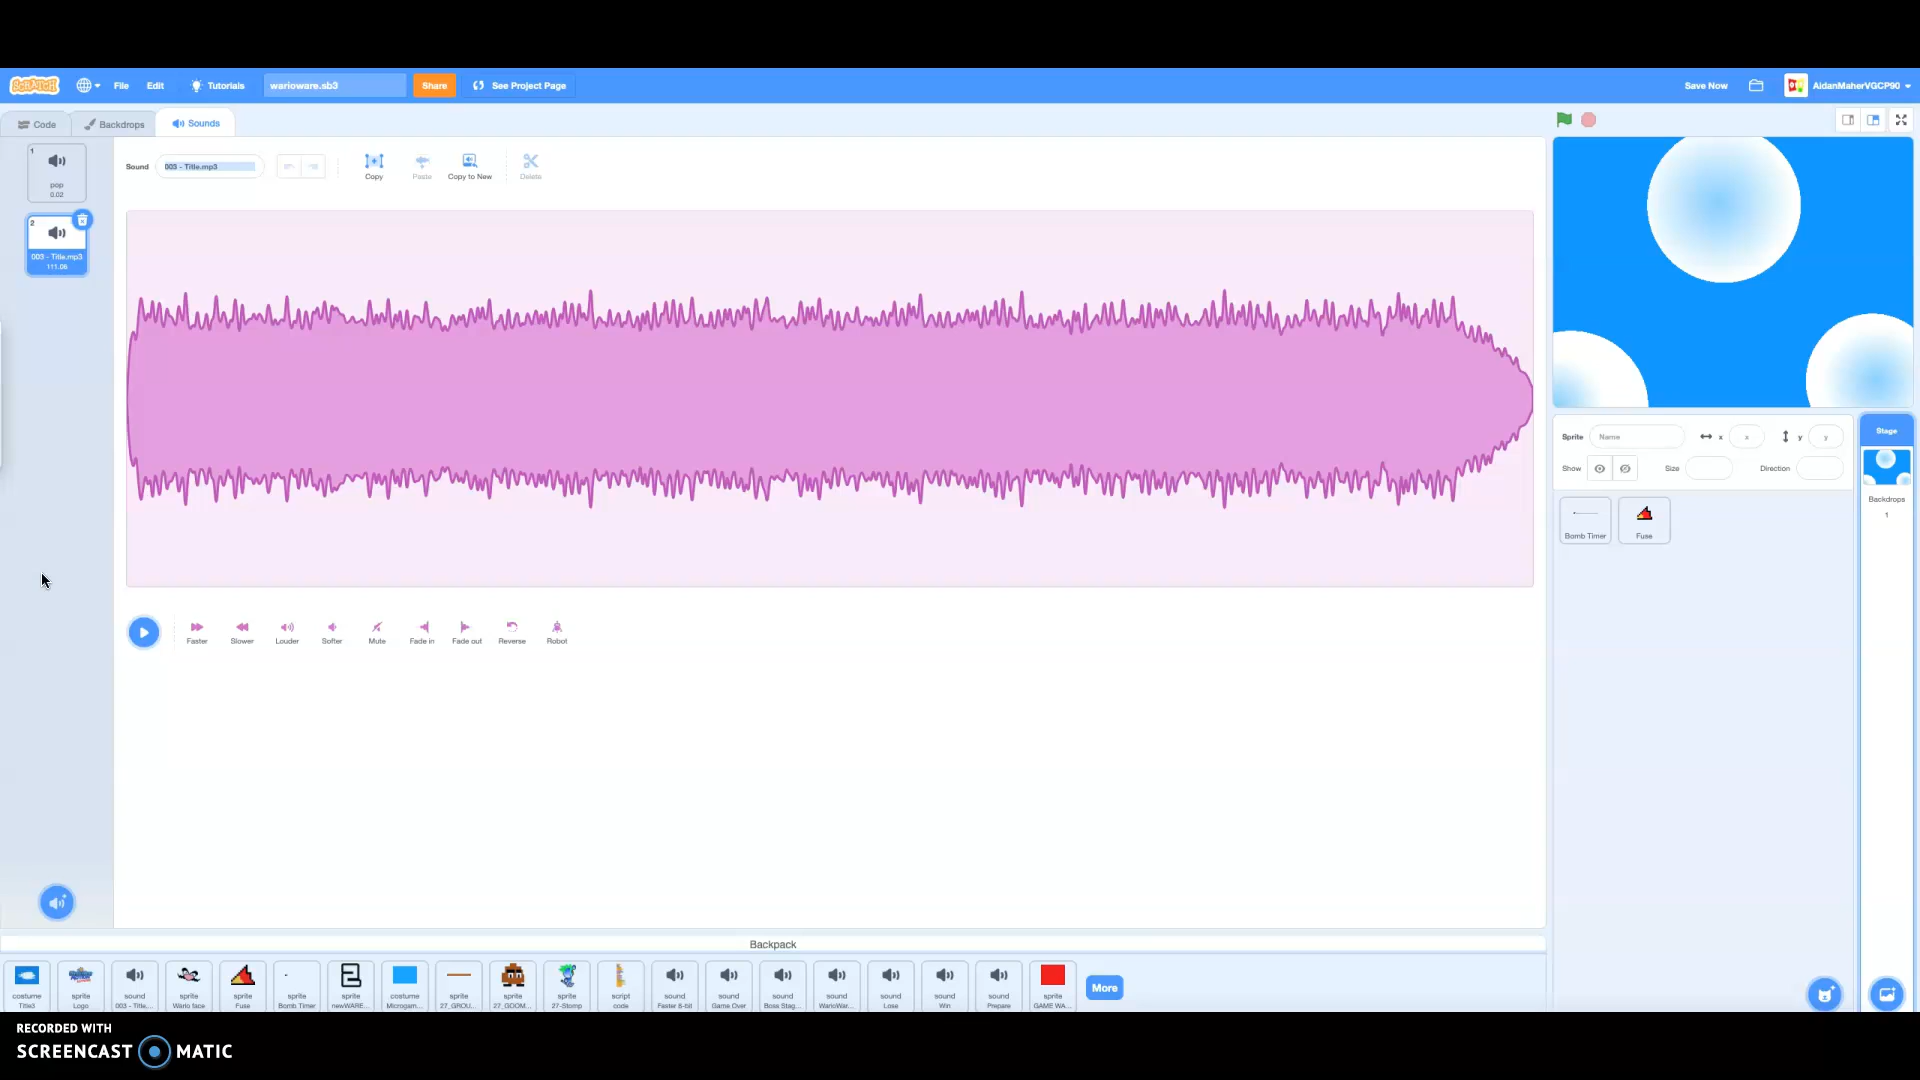 SCRATCH
File
Edit
Tutorials
warioware.sb3
Share
See Project Page
Save Now
AidanMaherVGCP90
Code
Backdrops
Sounds
1
pop
0.02
2
003 - Title.mp3
111.06
Sound
003 - Title.mp3
Copy
Paste
Copy to New
Delete
Faster
Slower
Louder
Softer
Mute
Fade in
Fade out
Reverse
Robot
Sprite
Name
x
x
y
y
Show
Size
Direction
Bomb Timer
Fuse
Stage
Backdrops
1
Backpack
costume
Title3
sprite
Logo
sound
003 - Title,...
sprite
Wario face
sprite
Fuse
sprite
Bomb Timer
sprite
newWARE...
costume
Microgam...
sprite
27_GROU...
sprite
27_GOOM...
sprite
27-Stomp
script
code
sound
Faster 8-bit
sound
Game Over
sound
Boss Stag...
sound
WarioWar...
sound
Lose
sound
Win
sound
Prepare
sprite
GAME WA...
More
RECORDED WITH
SCREENCAST MATIC